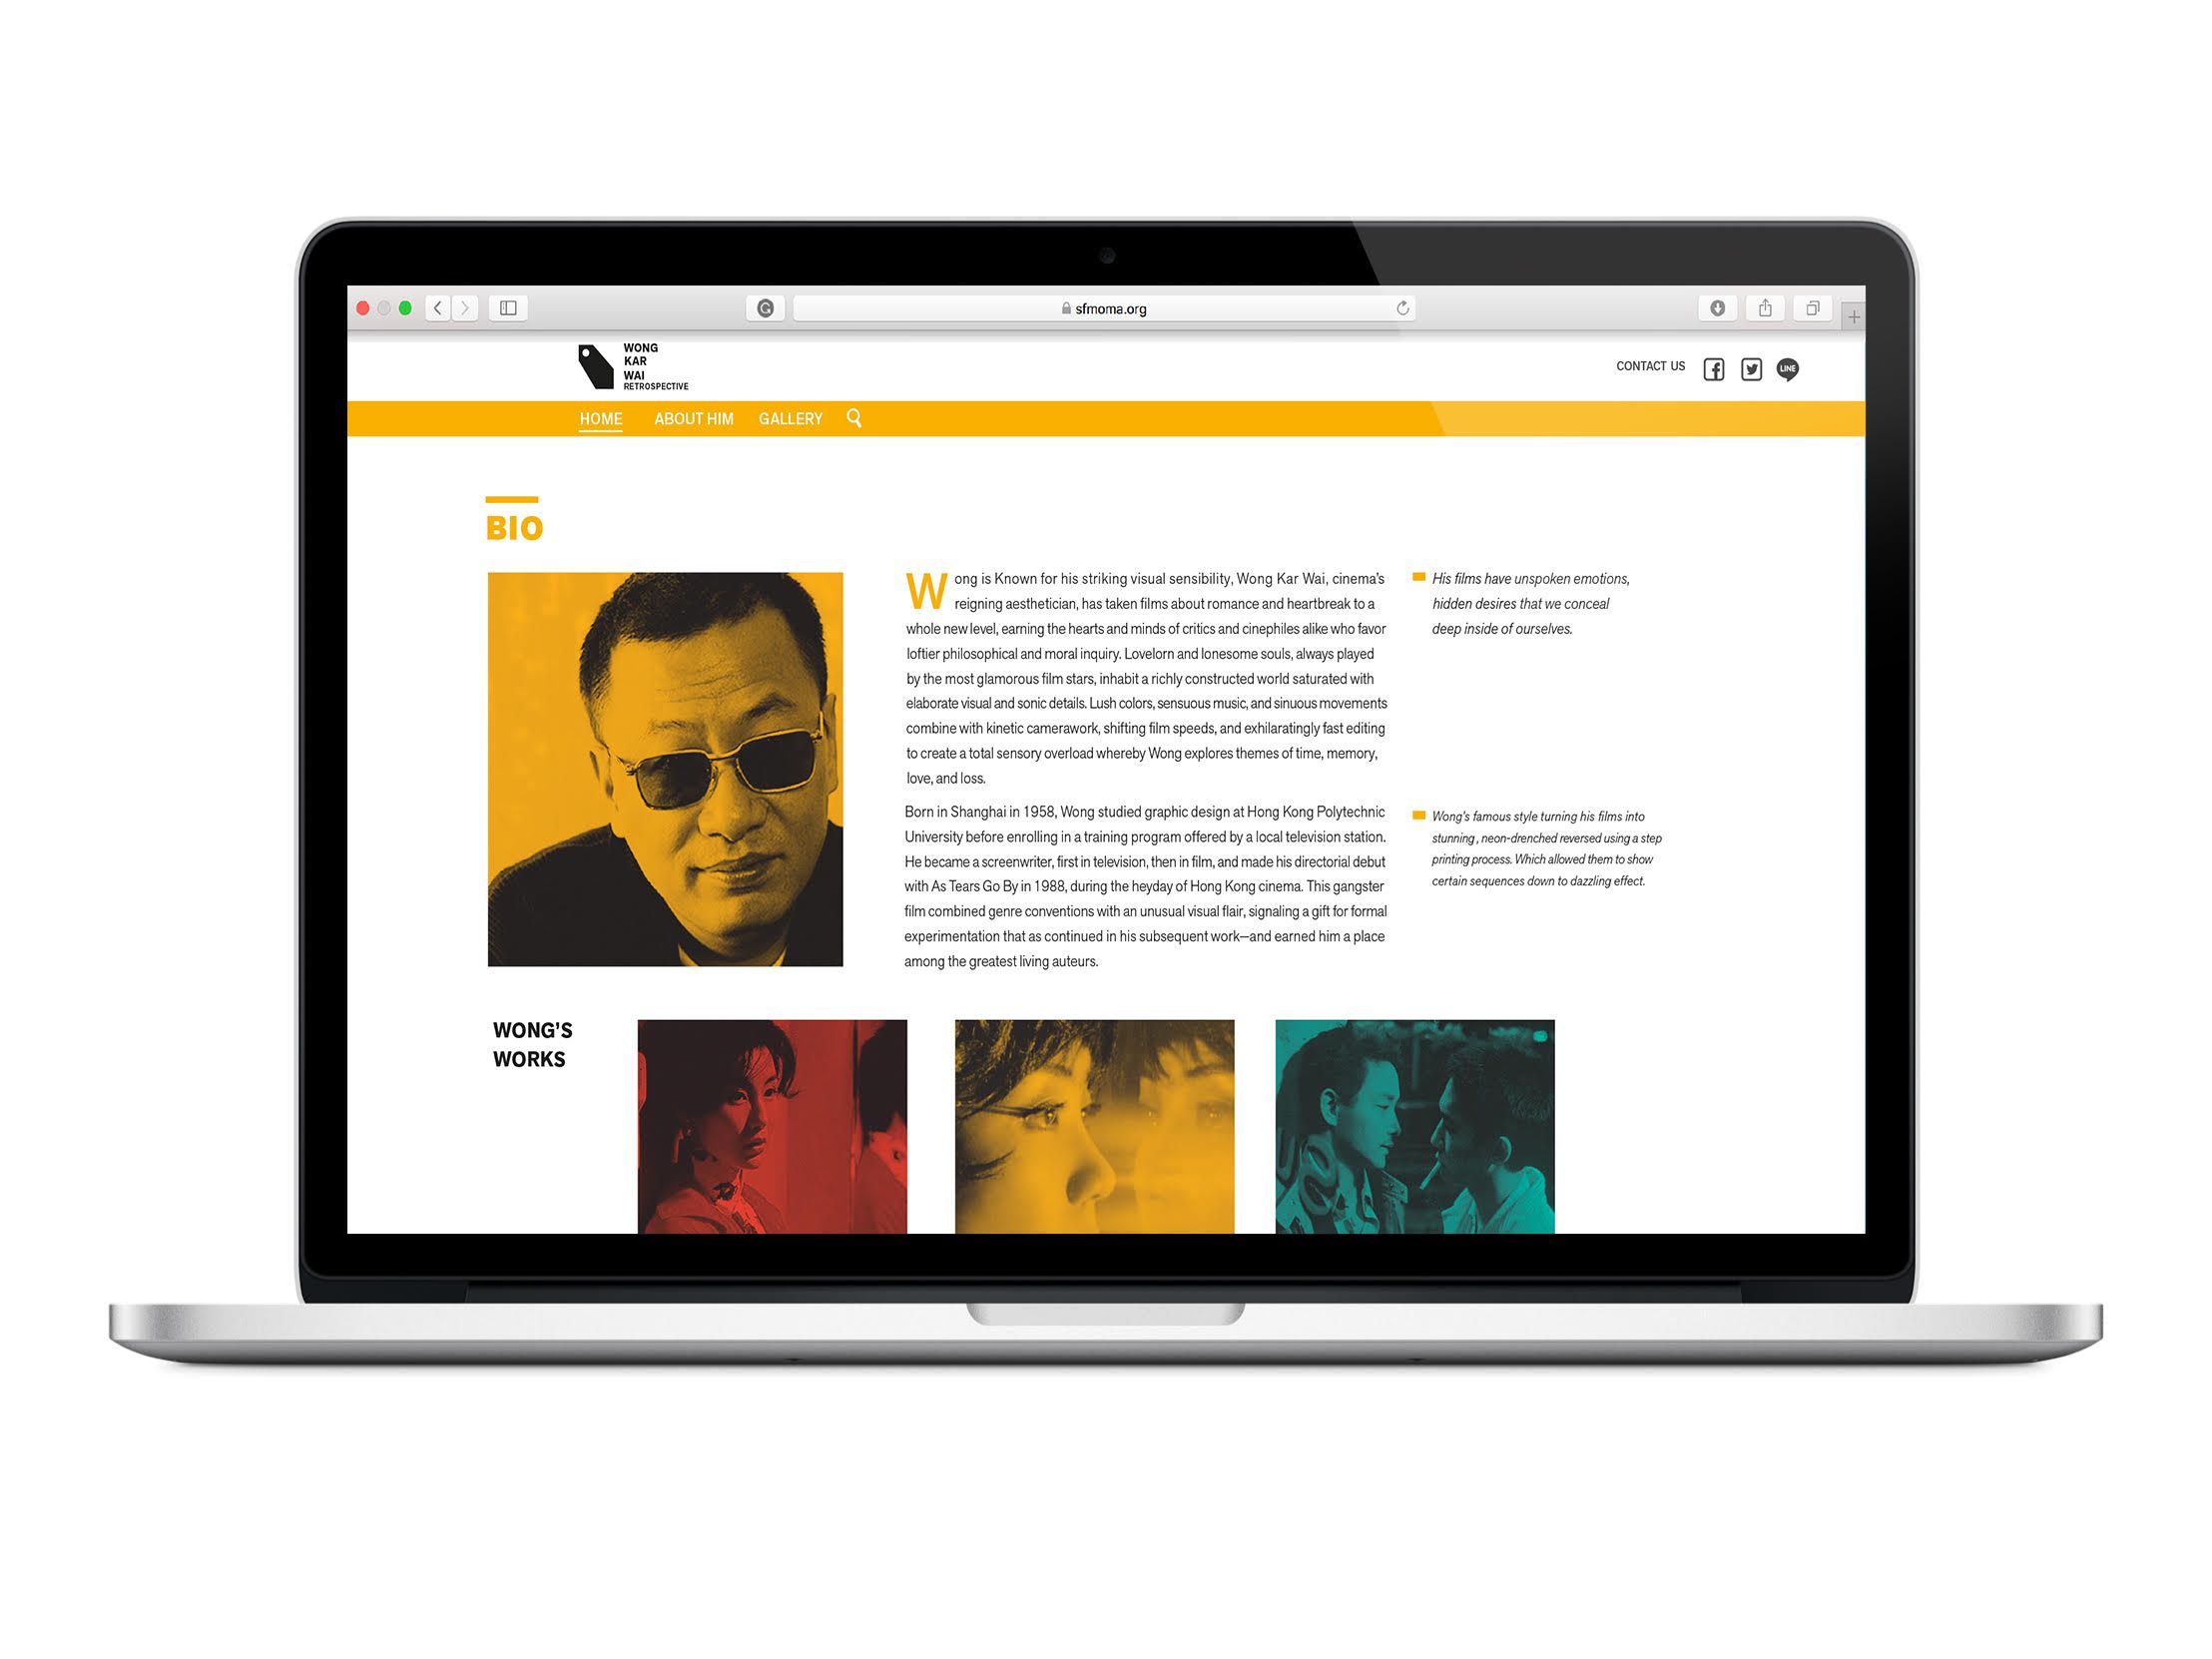 sfmoma.org
WONG
KAR
WAI
RETROSPECTIVE
CONTACT US
LINE
HOME
ABOUT HIM
GALLERY
BIO
Wong is Known for his striking visual sensibility, Wong Kar Wai, cinema's
reigning aesthetician, has taken films about romance and heartbreak to a
whole new level, earning the hearts and minds of critics and cinephiles alike who favor
loftier philosophical and moral inquiry. Lovelorn and lonesome souls, always played
by the most glamorous film stars, inhabit a richly constructed world saturated with
elaborate visual and sonic details. Lush colors, sensuous music, and sinuous movements
combine with kinetic camerawork, shifting film speeds, and exhilaratingly fast editing
to create a total sensory overload whereby Wong explores themes of time, memory,
love, and loss.
Born in Shanghai in 1958, Wong studied graphic design at Hong Kong Polytechnic
University before enrolling in a training program offered by a local television station.
He became a screenwriter, first in television, then in film, and made his directorial debut
with As Tears Go By in 1988, during the heyday of Hong Kong cinema. This gangster
film combined genre conventions with an unusual visual flair, signaling a gift for formal
experimentation that as continued in his subsequent work—and earned him a place
among the greatest living auteurs.
His films have unspoken emotions,
hidden desires that we conceal
deep inside of ourselves.
Wong's famous style turning his films into
stunning, neon-drenched reversed using a step
printing process. Which allowed them to show
certain sequences down to dazzling effect.
WONG'S
WORKS